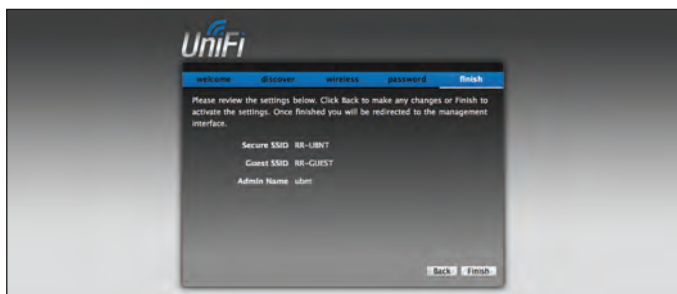 UniFi
welcome discover wireless password finish
Please review the settings below. Click Back to make any changes or Finish to
activate the settings. Once finished you will be redirected to the management
interface.
Secure SSID RR-UBNT
Guest SSID RR-GUEST
Admin Name ubnt
Back Finish